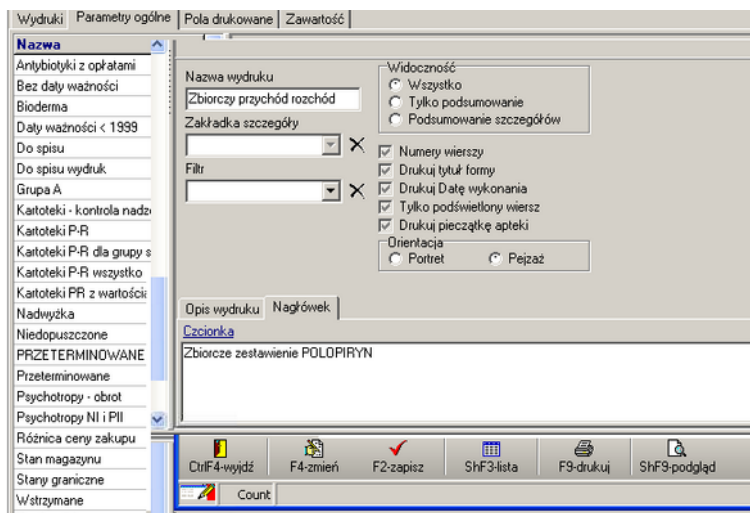 Wydruki Parametry ogólne Pola drukowane Zawartość
Nazwa
Antybiotyki z opłatami
Bez daty ważności
Bioderma
Daty ważności < 1999
Do spisu
Do spisu wydruk
Grupa A
Kartoteki - kontrola nadz
Kartoteki P-R
Kartoteki P-R dla grupy s
Kartoteki P-R wszystko
Kartoteki PR z wartościa
Nadwyżka
Niedopuszczone
PRZETERMINOWANE
Przeterminowane
Psychotropy - obrot
Psychotropy NI i PII
Różnica ceny zakupu
Stan magazynu
Stany graniczne
Wstrzymane
Nazwa wydruku
Zbiorczy przychód rozchód
Zakładka szczegóły
Filtr
Widoczność
Wszystko
Tylko podsumowanie
Podsumowanie szczegółów
Numery wierszy
Drukuj tytuł formy
Drukuj Datę wykonania
Tylko podświetlony wiersz
Drukuj pieczątkę apteki
Orientacja
Portret Pejzaż
Opis wydruku Nagłówek
Czcionka
Zbiorcze zestawienie POLOPIRYN
CtrlF4-wyjdź F4-zmień F2-zapisz ShF3-lista F9-drukuj ShF9-podgląd
Count